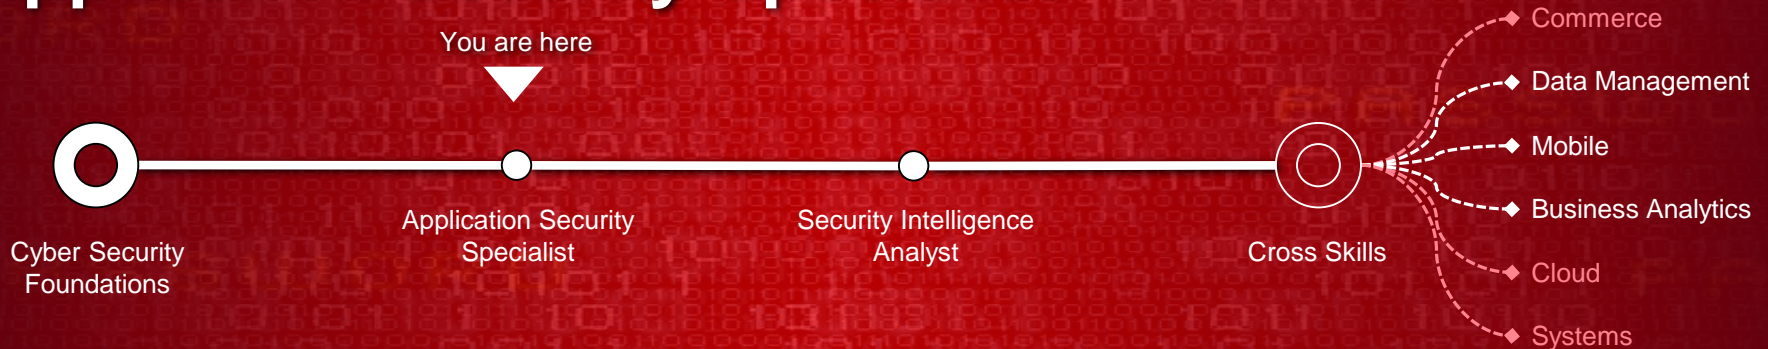 You are here
Cyber Security
Foundations
Application Security
Specialist
Security Intelligence
Analyst
Cross Skills
Commerce
Data Management
Mobile
Business Analytics
Cloud
Systems